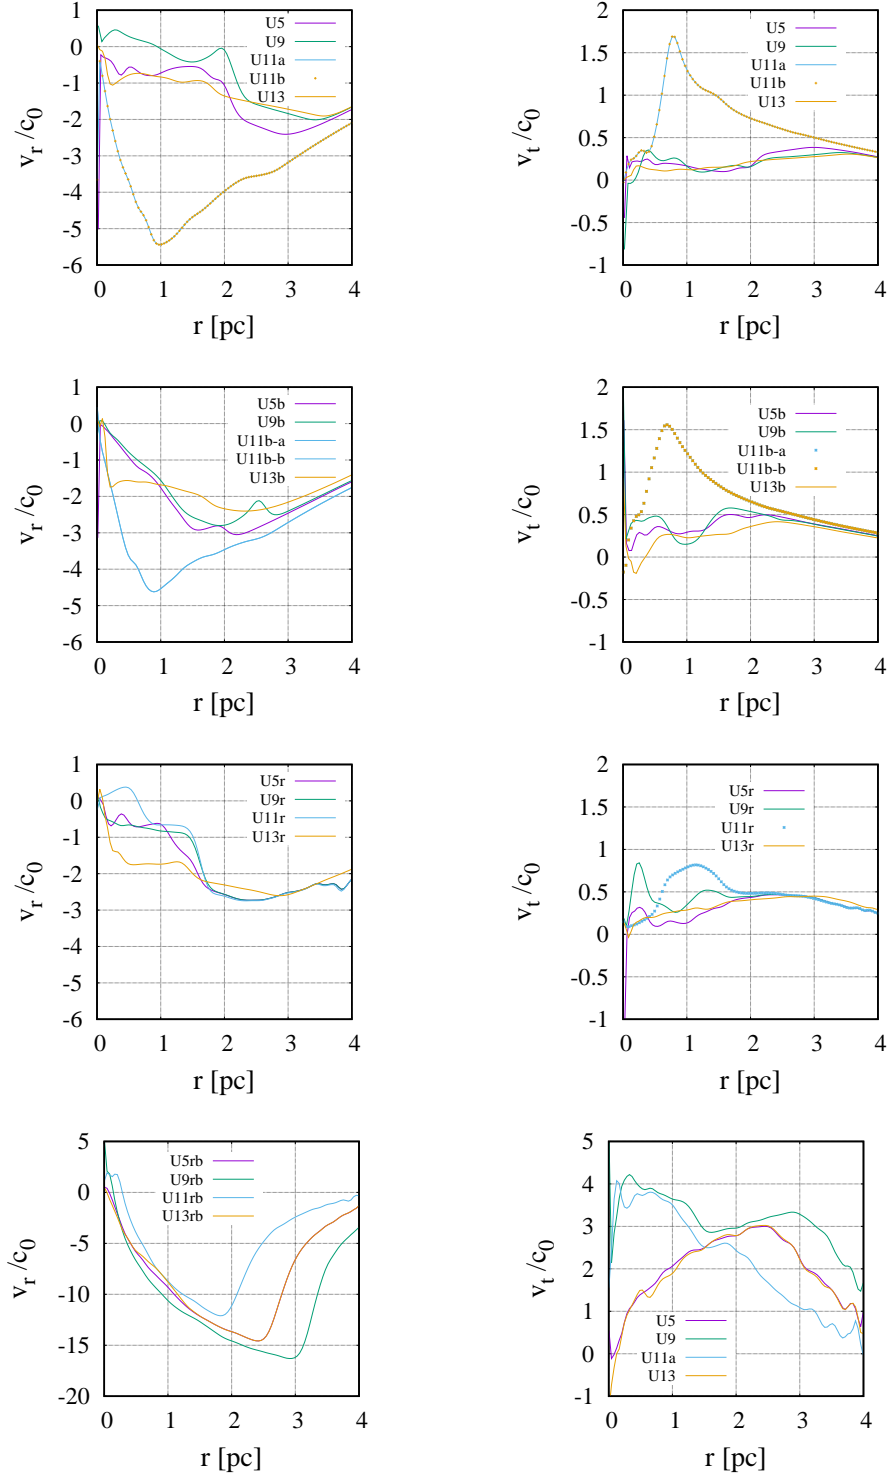 1
0
-1
-2
-3
-4
-5
-6
0 1 2 3 4
v_r /c_0
r [pc]
U5
U9
U11a
U11b
U13
2
1.5
1
0.5
0
-0.5
-1
0 1 2 3 4
v_t /c_0
r [pc]
U5
U9
U11a
U11b
U13
1
0
-1
-2
-3
-4
-5
-6
0 1 2 3 4
v_r /c_0
r [pc]
U5b
U9b
U11b-a
U11b-b
U13b
2
1.5
1
0.5
0
-0.5
-1
0 1 2 3 4
v_t /c_0
r [pc]
U5b
U9b
U11b-a
U11b-b
U13b
1
0
-1
-2
-3
-4
-5
-6
0 1 2 3 4
v_r /c_0
r [pc]
U5r
U9r
U11r
U13r
2
1.5
1
0.5
0
-0.5
-1
0 1 2 3 4
v_t /c_0
r [pc]
U5r
U9r
U11r
U13r
5
0
-5
-10
-15
-20
0 1 2 3 4
v_r /c_0
r [pc]
U5rb
U9rb
U11rb
U13rb
5
4
3
2
1
0
-1
0 1 2 3 4
v_t /c_0
r [pc]
U5
U9
U11a
U13